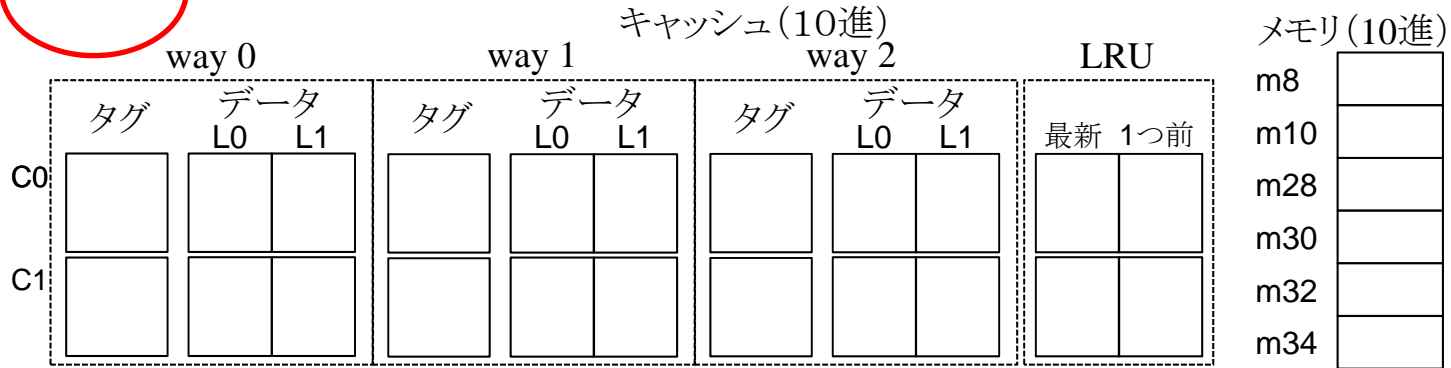 キャッシュ(10進)
メモリ(10進)
way 0 way 1 way 2 LRU
タグ データ タグ データ タグ データ
L0 L1 L0 L1 L0 L1 最新 1つ前
C0
C1
m8
m10
m28
m30
m32
m34